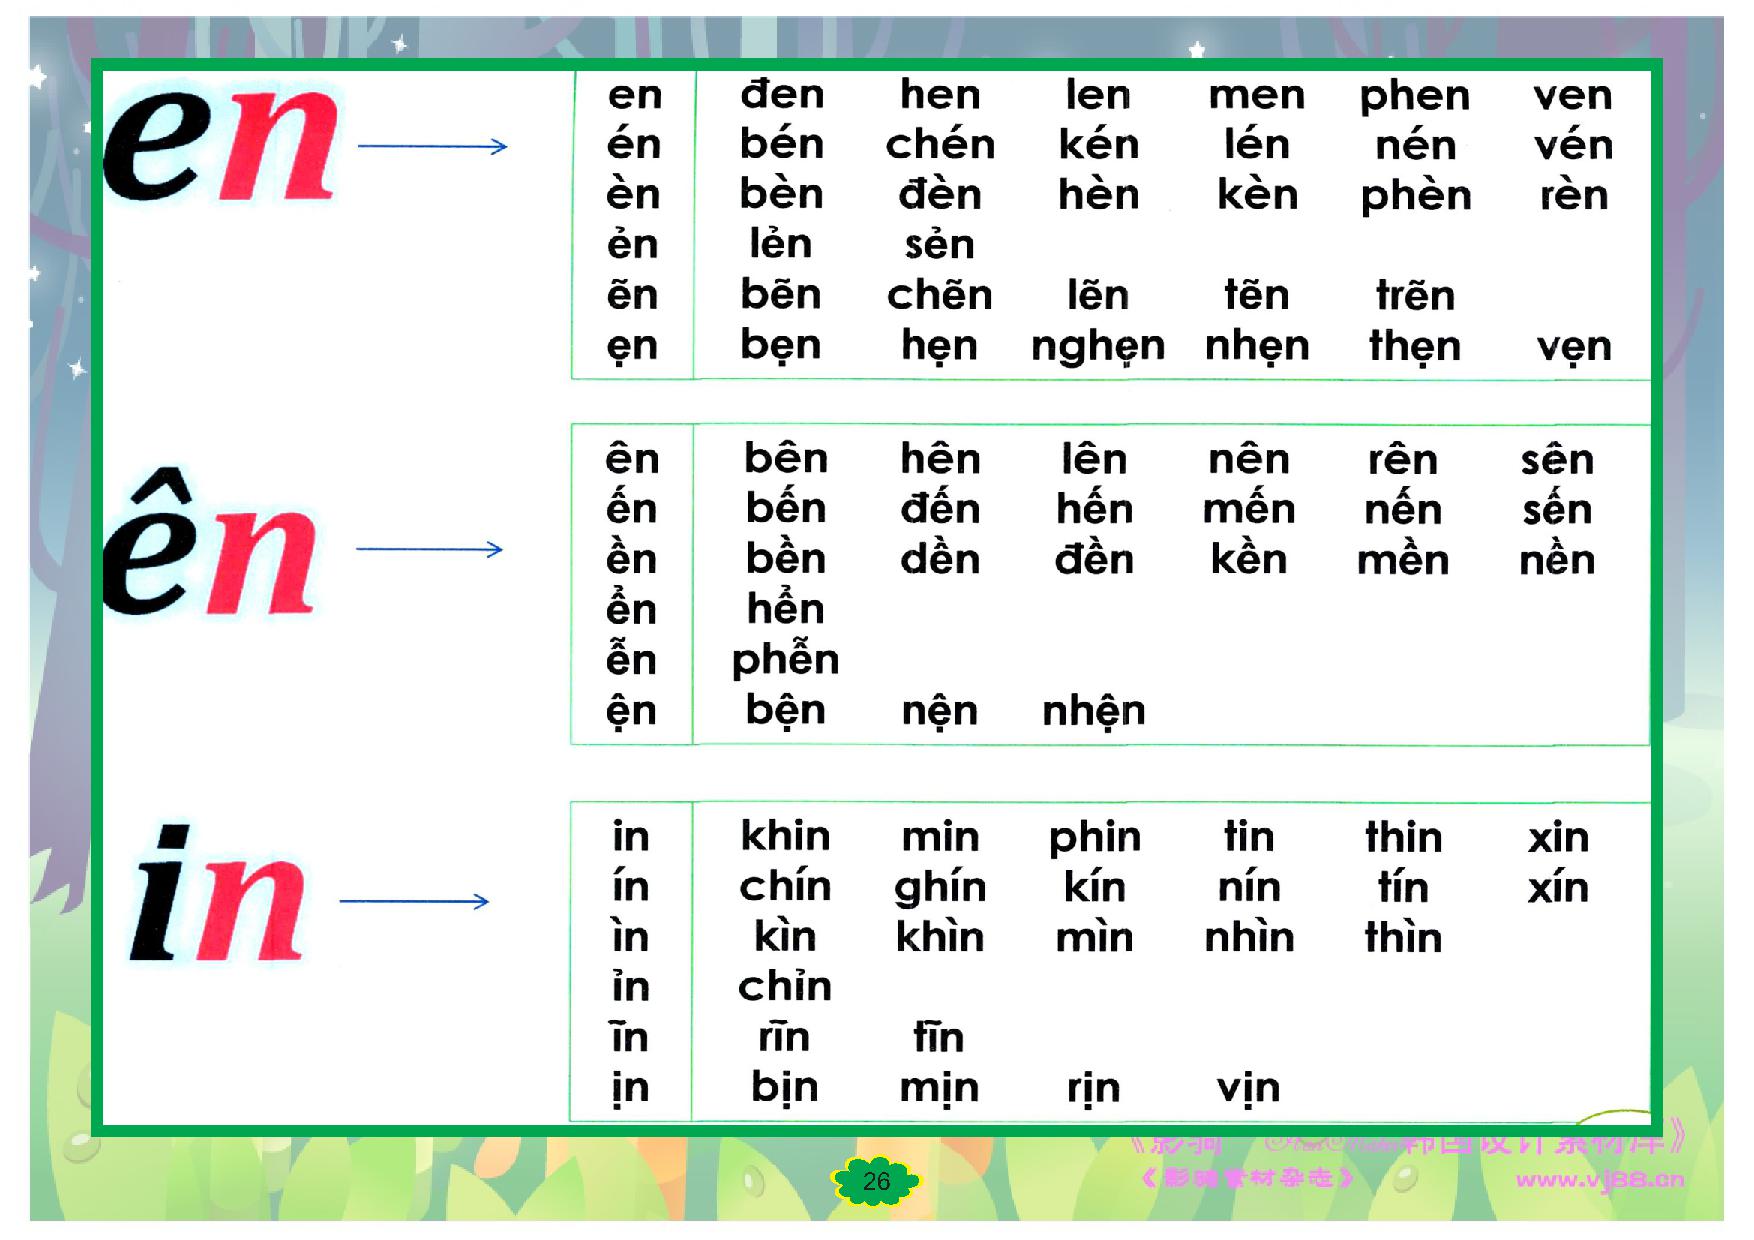 en
en đen hen len men phen ven
én bén chén kén lén nén vén
èn bèn đèn hèn kèn phèn rèn
ẻn lẻn sẻn
ẽn bẽn chẽn lẽn tẽn trẽn
ẹn bẹn hẹn nghẹn nhẹn thẹn vẹn
ên
ên bên hên lên nên rên sên
ến bến đến hến mến nến sến
ền bền dền đền kền mền nền
ển hển
ễn phễn
ện bện nện nhện
in
in khin min phin tin thin xin
ín chín ghín kín nín tín xín
ìn kìn khìn mìn nhìn thìn
ỉn chỉn
ĩn rĩn tĩn
ịn bịn mịn rịn vịn
韩国设计素材库》
26
《影骑素材杂志》 www.vj88.cn